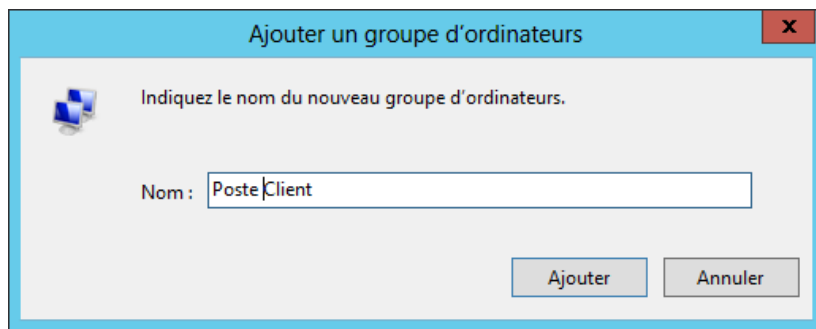 Ajouter un groupe d'ordinateurs
x
Indiquez le nom du nouveau groupe d'ordinateurs.
Nom : Poste Client
Ajouter Annuler